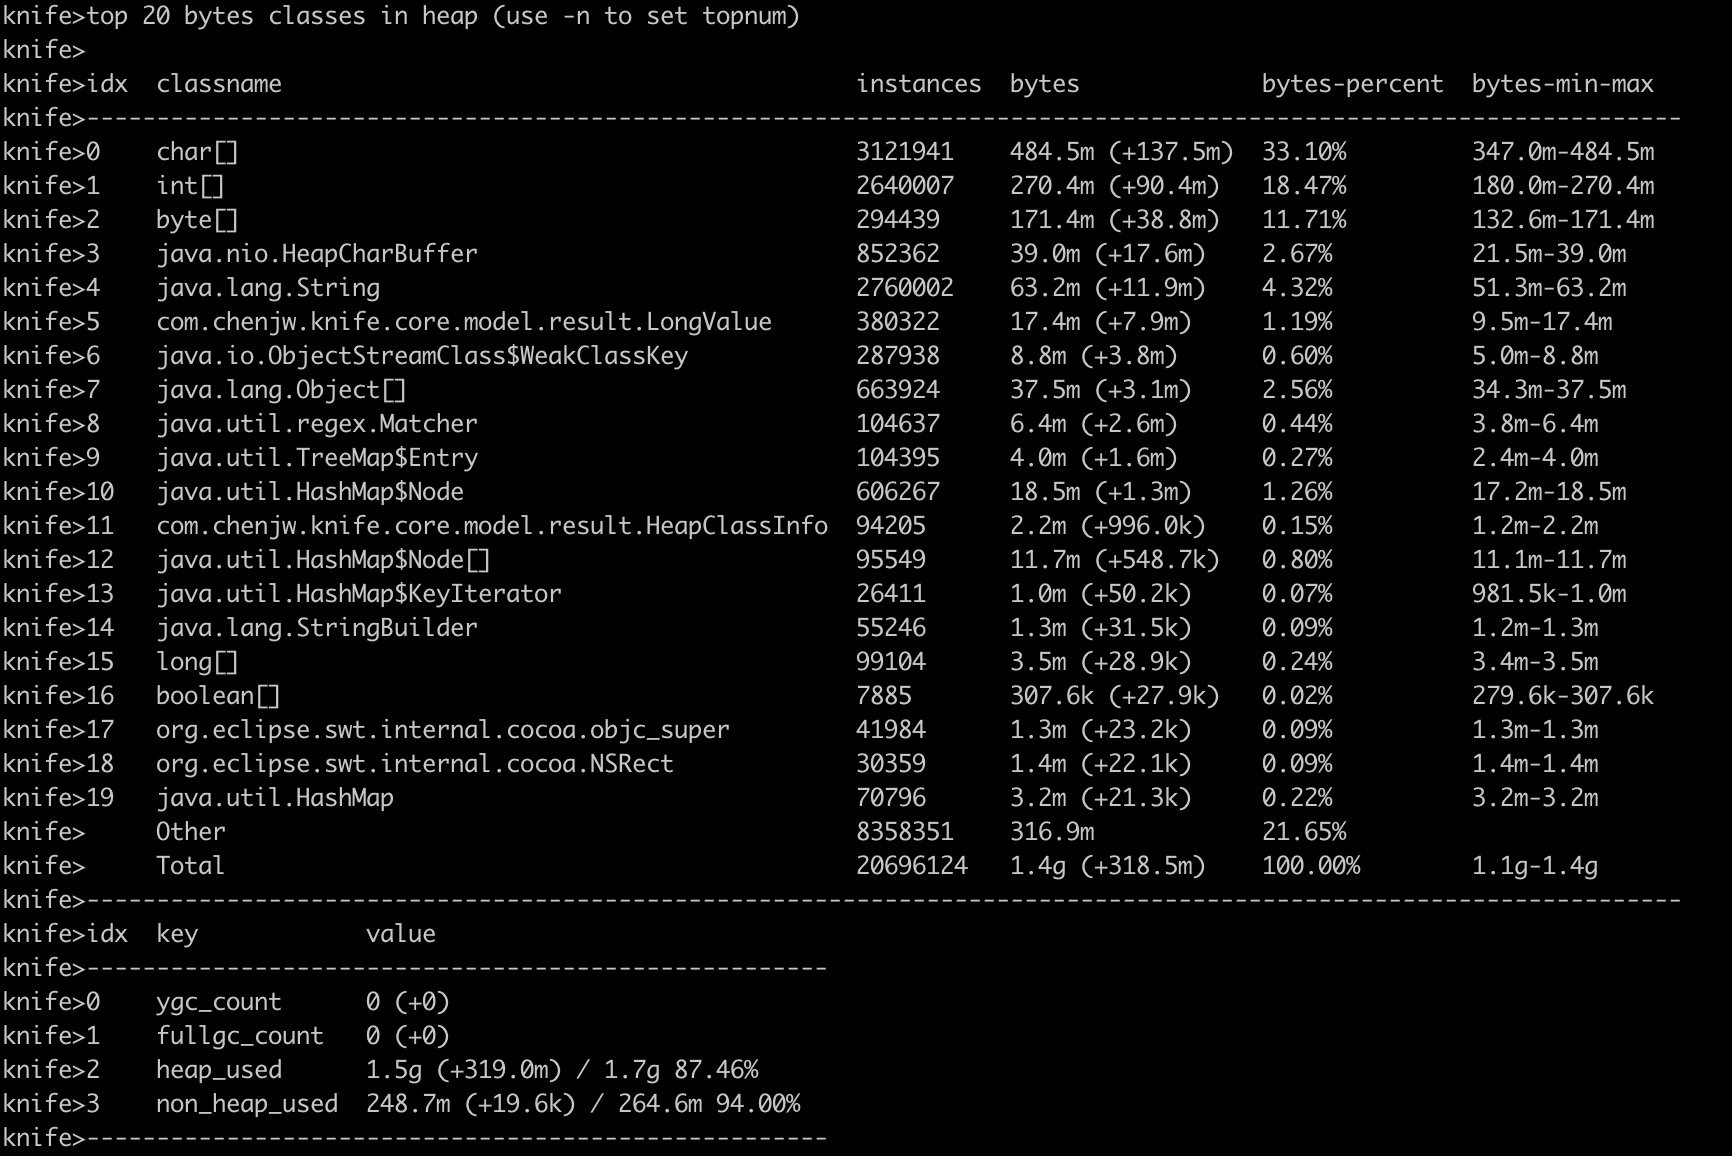 knife>top 20 bytes classes in heap (use -n to set topnum)
knife>
knife>idx  classname                                         instances  bytes             bytes-percent  bytes-min-max
knife>------------------------------------------------------------------------------------------------------------------
knife>0    char[]                                            3121941    484.5m (+137.5m)  33.10%         347.0m-484.5m
knife>1    int[]                                             2640007    270.4m (+90.4m)   18.47%         180.0m-270.4m
knife>2    byte[]                                            294439     171.4m (+38.8m)   11.71%         132.6m-171.4m
knife>3    java.nio.HeapCharBuffer                           852362     39.0m (+17.6m)    2.67%          21.5m-39.0m
knife>4    java.lang.String                                  2760002    63.2m (+11.9m)    4.32%          51.3m-63.2m
knife>5    com.chenjw.knife.core.model.result.LongValue      380322     17.4m (+7.9m)     1.19%          9.5m-17.4m
knife>6    java.io.ObjectStreamClass$WeakClassKey            287938     8.8m (+3.8m)      0.60%          5.0m-8.8m
knife>7    java.lang.Object[]                                663924     37.5m (+3.1m)     2.56%          34.3m-37.5m
knife>8    java.util.regex.Matcher                           104637     6.4m (+2.6m)      0.44%          3.8m-6.4m
knife>9    java.util.TreeMap$Entry                           104395     4.0m (+1.6m)      0.27%          2.4m-4.0m
knife>10   java.util.HashMap$Node                            606267     18.5m (+1.3m)     1.26%          17.2m-18.5m
knife>11   com.chenjw.knife.core.model.result.HeapClassInfo  94205      2.2m (+996.0k)    0.15%          1.2m-2.2m
knife>12   java.util.HashMap$Node[]                          95549      11.7m (+548.7k)   0.80%          11.1m-11.7m
knife>13   java.util.HashMap$KeyIterator                     26411      1.0m (+50.2k)     0.07%          981.5k-1.0m
knife>14   java.lang.StringBuilder                           55246      1.3m (+31.5k)     0.09%          1.2m-1.3m
knife>15   long[]                                            99104      3.5m (+28.9k)     0.24%          3.4m-3.5m
knife>16   boolean[]                                         7885       307.6k (+27.9k)   0.02%          279.6k-307.6k
knife>17   org.eclipse.swt.internal.cocoa.objc_super         41984      1.3m (+23.2k)     0.09%          1.3m-1.3m
knife>18   org.eclipse.swt.internal.cocoa.NSRect             30359      1.4m (+22.1k)     0.09%          1.4m-1.4m
knife>19   java.util.HashMap                                 70796      3.2m (+21.3k)     0.22%          3.2m-3.2m
knife>     Other                                             8358351    316.9m            21.65%
knife>     Total                                             20696124   1.4g (+318.5m)    100.00%        1.1g-1.4g
knife>------------------------------------------------------------------------------------------------------------------
knife>idx  key            value
knife>-----------------------------------------------------
knife>0    ygc_count      0 (+0)
knife>1    fullgc_count   0 (+0)
knife>2    heap_used      1.5g (+319.0m) / 1.7g 87.46%
knife>3    non_heap_used  248.7m (+19.6k) / 264.6m 94.00%
knife>-----------------------------------------------------